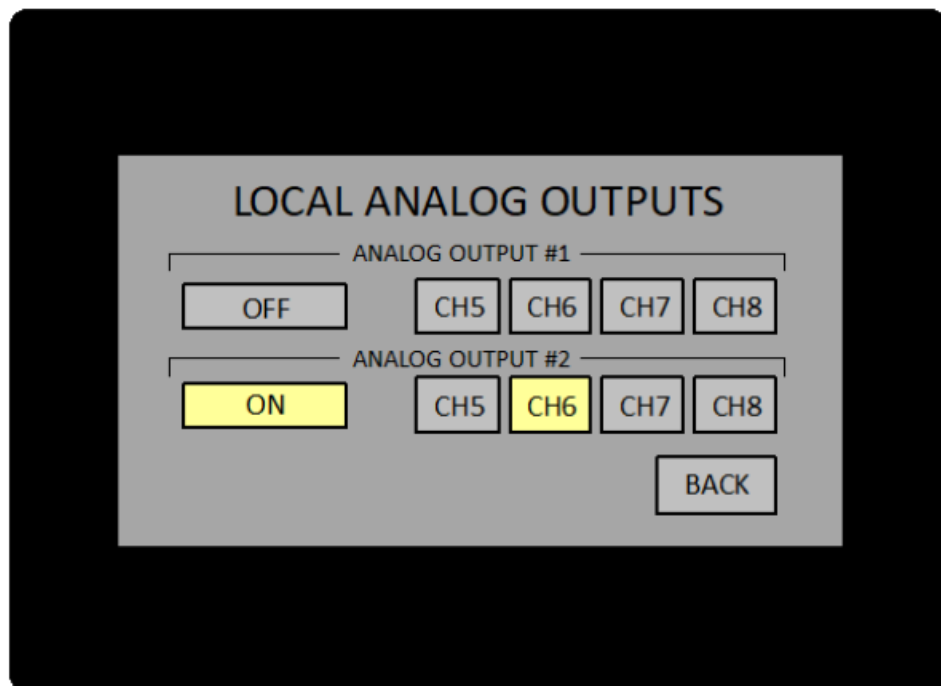 LOCAL ANALOG OUTPUTS
ANALOG OUTPUT #1
OFF CH5 CH6 CH7 CH8
ANALOG OUTPUT #2
ON CH5 CH6 CH7 CH8
BACK